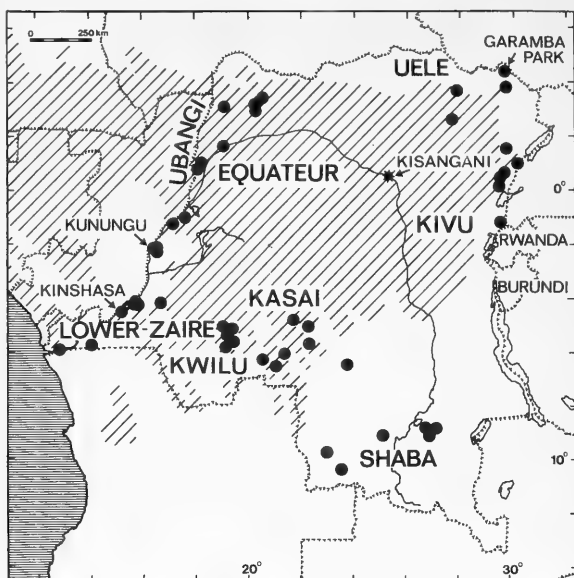 0 250 km
GARAMBA
PARK
UELE
UBANGI
KISANGANI
EQUATEUR
0°
KUNUNGU
KIVU
RWANDA
KINSHASA
BURUNDI
KASAI
LOWER-ZAIRE
KWILU
SHABA
10°
20°
30°